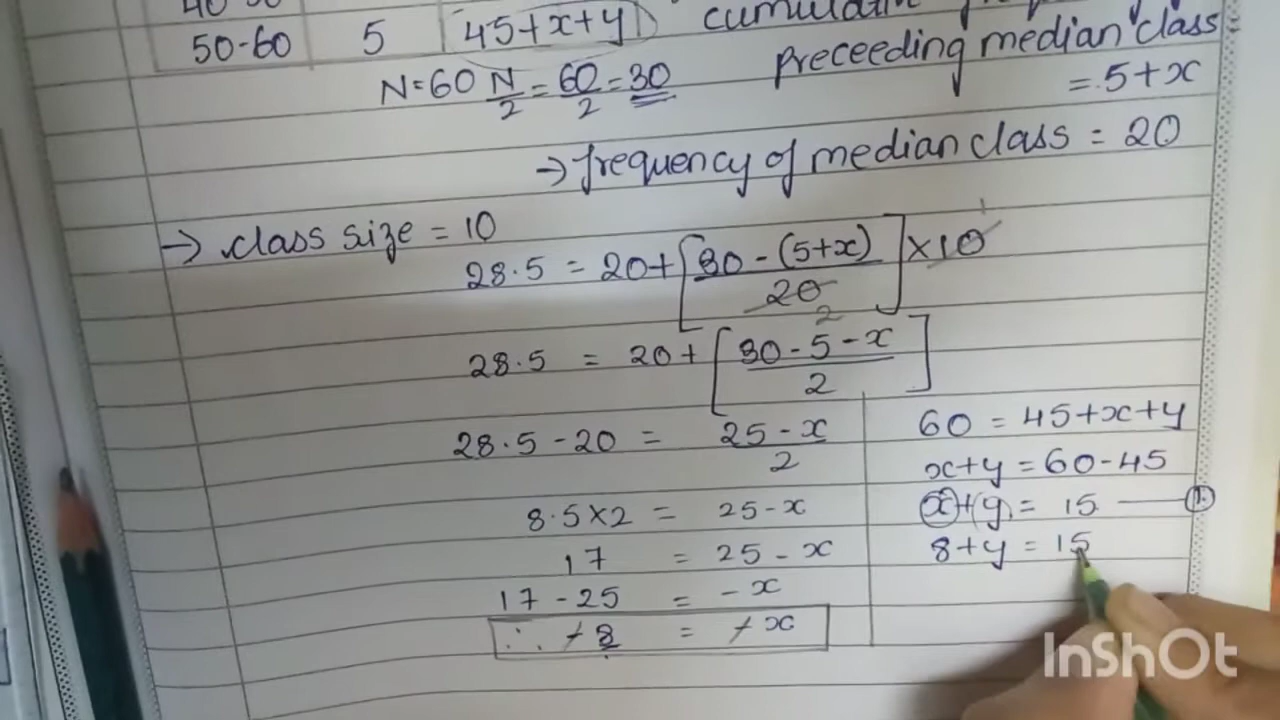 50-60 5 45+x+y
preceeding median class =
N=60 N/2 = 60/2 = 30
= 5+x
→ frequency of median class = 20
→ class size = 10
28.5 = 20+[30-(5+x)/20 2]×10 1
28.5 = 20+[30-5-x/2]
28.5-20 = 25-x/2
8.5×2 = 25-x
17 = 25-x
17-25 = -x
∴ +8 = +x
60 = 45+x+y
x+y = 60-45
x+y = 15 — ①
8+y = 15
InShOt